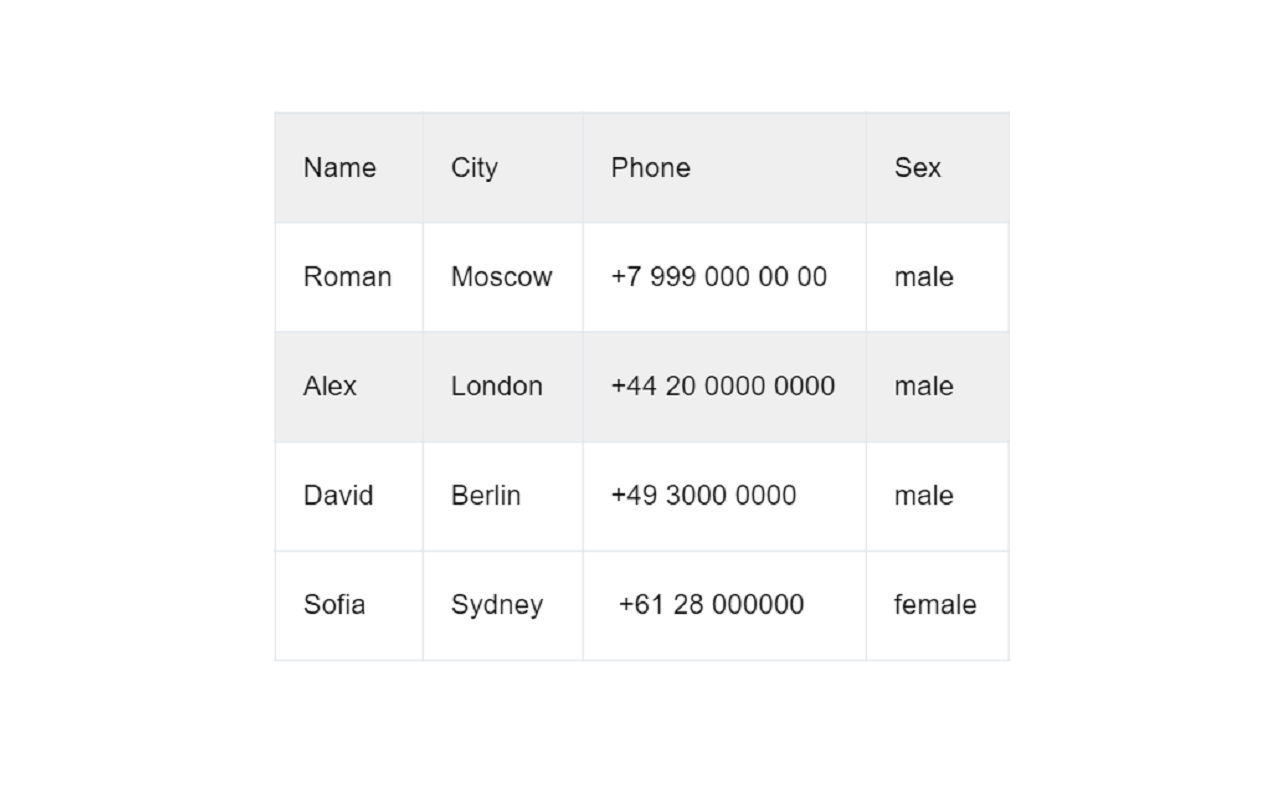 Name City Phone Sex
Roman Moscow +7 999 000 00 00 male
Alex London +44 20 0000 0000 male
David Berlin +49 3000 0000 male
Sofia Sydney +61 28 000000 female